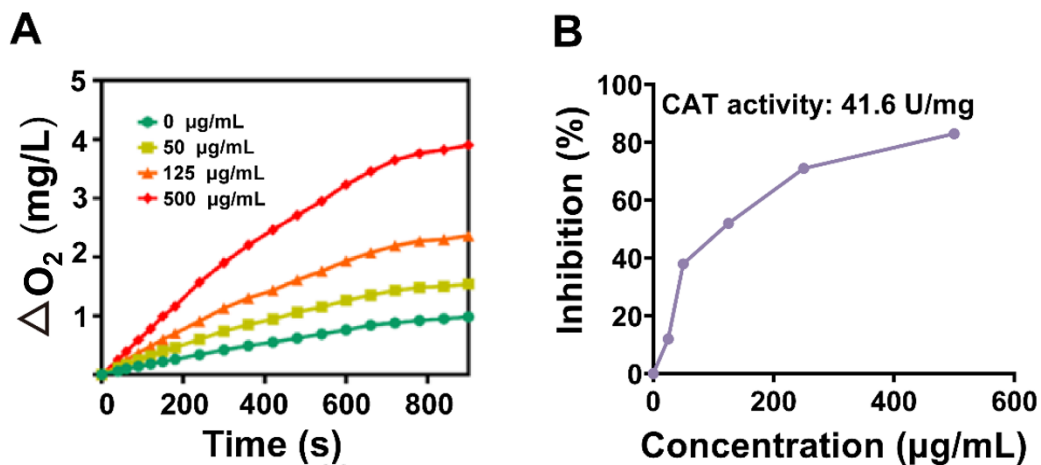 A
△O₂ (mg/L)
5
4
3
2
1
0 μg/mL
50 μg/mL
125 μg/mL
500 μg/mL
0
200
400
600
800
Time (s)
B
Inhibition (%)
100
80
60
40
20
0
CAT activity: 41.6 U/mg
0
200
400
600
Concentration (μg/mL)